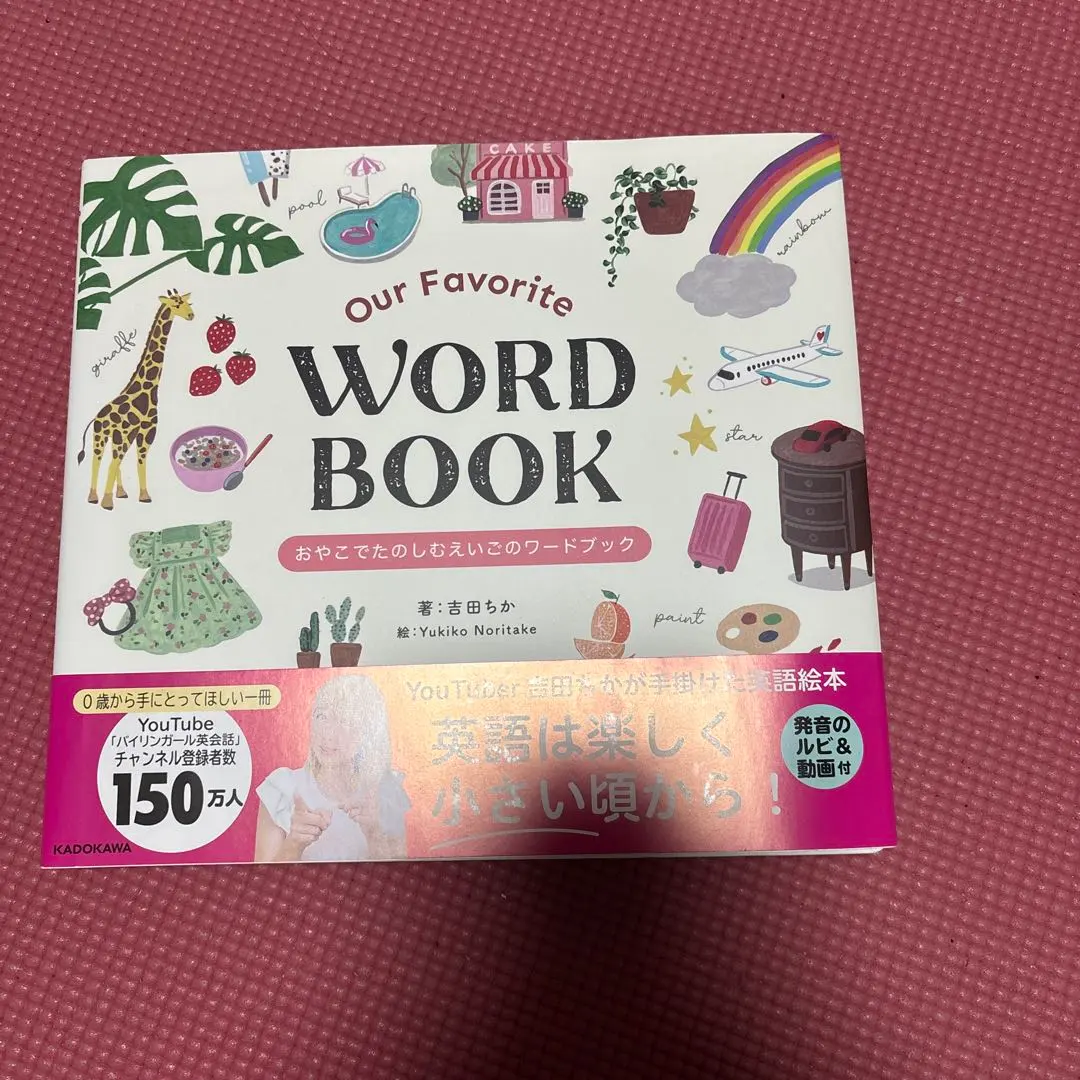 CAKE
pool
rainbow
Our Favorite
giraffe
WORD
BOOK
star
おやこでたのしむえいごのワードブック
著：吉田ちか
絵：Yukiko Noritake
paint
0歳から手にとってほしい一冊
YouTuber 吉田ちかが手掛けた英語絵本
YouTube
「バイリンガール英会話」
チャンネル登録者数
150万人
英語は楽しく
小さい頃から！
発音の
ルビ&
動画付
KADOKAWA